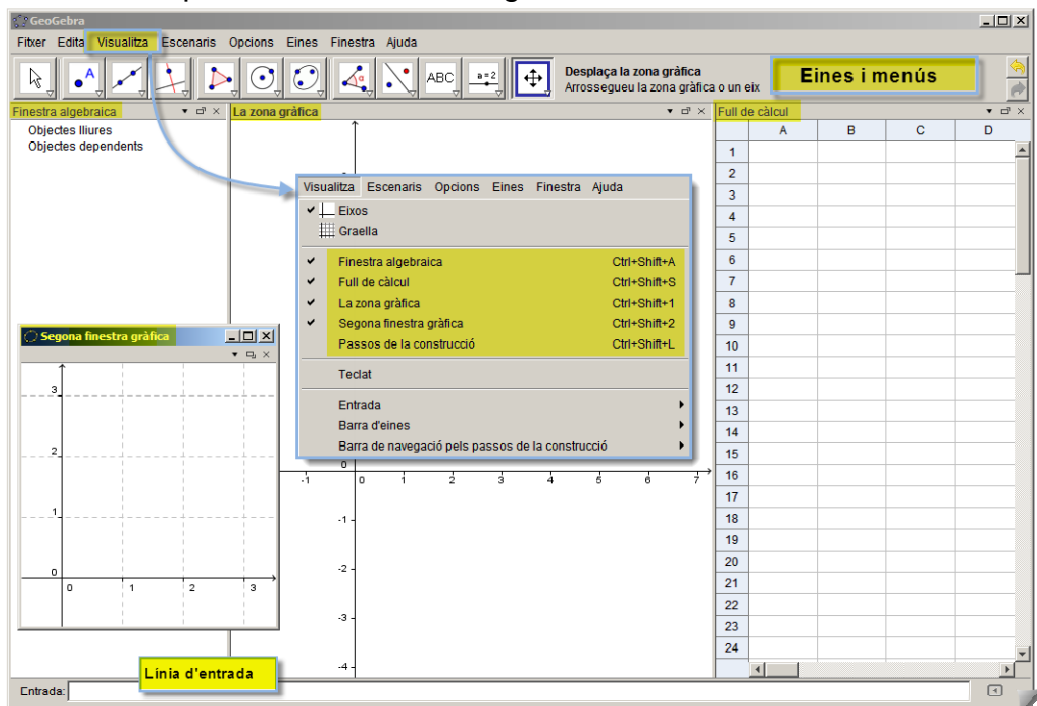 GeoGebra
Fitxer Edita Visualitza Escenaris Opcions Eines Finestra Ajuda
A
α
ABC
a=2
Desplaça la zona gràfica
Arrossegueu la zona gràfica o un eix
Eines i menús
Finestra algebraica
La zona gràfica
Full de càlcul
Objectes lliures
Objectes dependents
A B C D
1
2
3
4
5
6
7
8
9
10
11
12
13
14
15
16
17
18
19
20
21
22
23
24
Visualitza Escenaris Opcions Eines Finestra Ajuda
Eixos
Graella
Finestra algebraica Ctrl+Shift+A
Full de càlcul Ctrl+Shift+S
La zona gràfica Ctrl+Shift+1
Segona finestra gràfica Ctrl+Shift+2
Passos de la construcció Ctrl+Shift+L
Teclat
Entrada
Barra d'eines
Barra de navegació pels passos de la construcció
Segona finestra gràfica
3
2
1
0
0 1 2 3
0
-1 0 1 2 3 4 5 6 7
-1
-2
-3
-4
Línia d'entrada
Entrada: